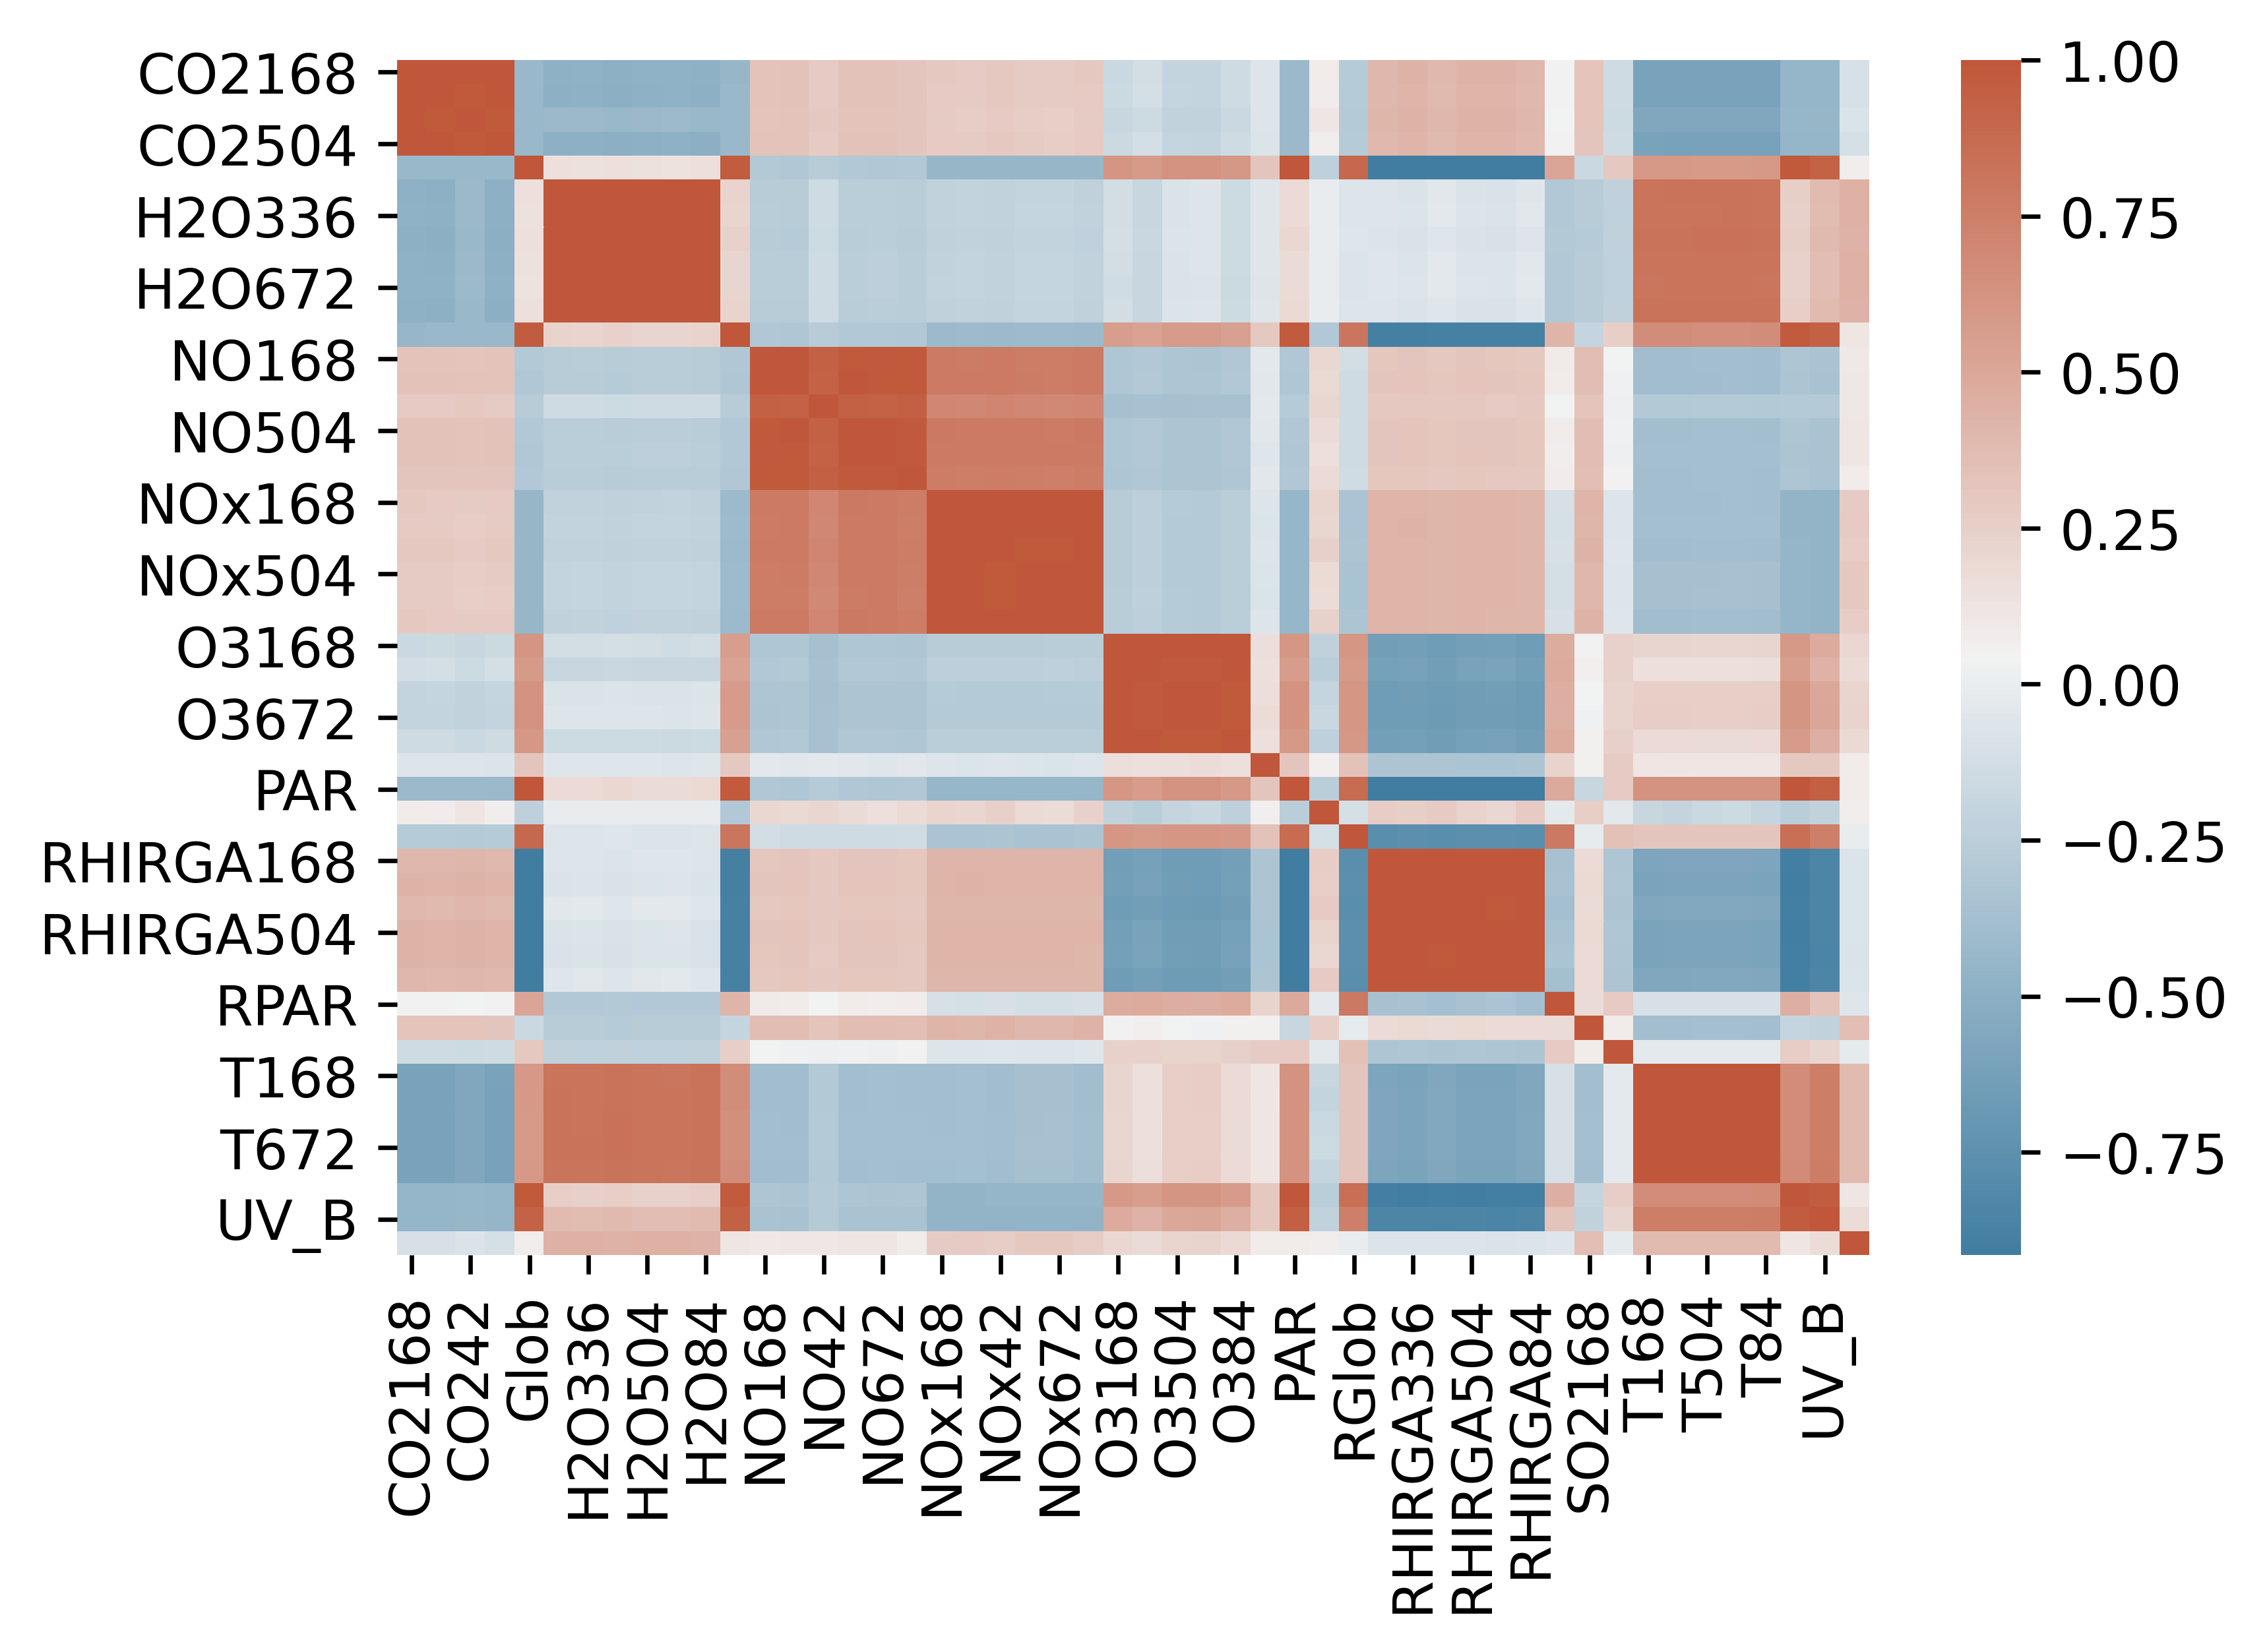 CO2168
CO2504
H2O336
H2O672
NO168
NO504
NOx168
NOx504
O3168
O3672
PAR
RHIRGA168
RHIRGA504
RPAR
T168
T672
UV_B
CO2168
CO242
Glob
H2O336
H2O504
H2O84
NO168
NO42
NO672
NOx168
NOx42
NOx672
O3168
O3504
O384
PAR
RGlob
RHIRGA336
RHIRGA504
RHIRGA84
SO2168
T168
T504
T84
UV_B
1.00
0.75
0.50
0.25
0.00
−0.25
−0.50
−0.75